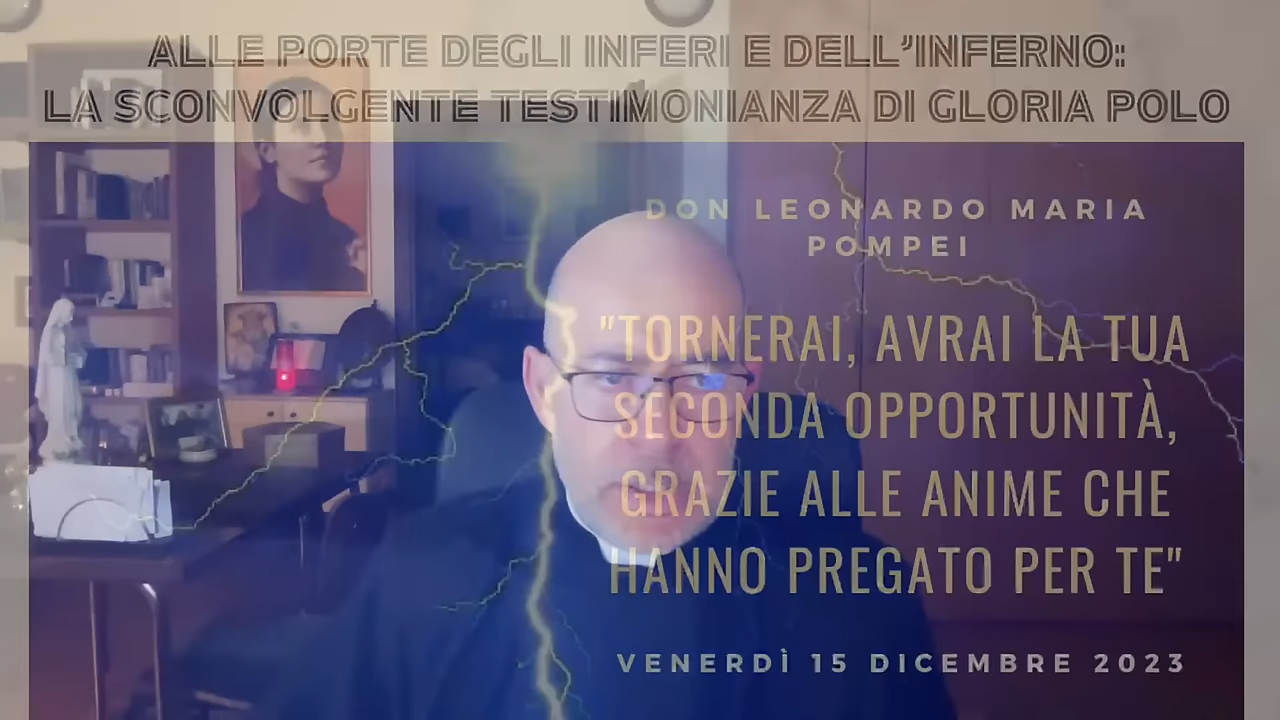 ALLE PORTE DEGLI INFERI E DELL'INFERNO:
LA SCONVOLGENTE TESTIMONIANZA DI GLORIA POLO
DON LEONARDO MARIA
POMPEI
"TORNERAI, AVRAI LA TUA
SECONDA OPPORTUNITÀ,
GRAZIE ALLE ANIME CHE
HANNO PREGATO PER TE"
VENERDÌ 15 DICEMBRE 2023